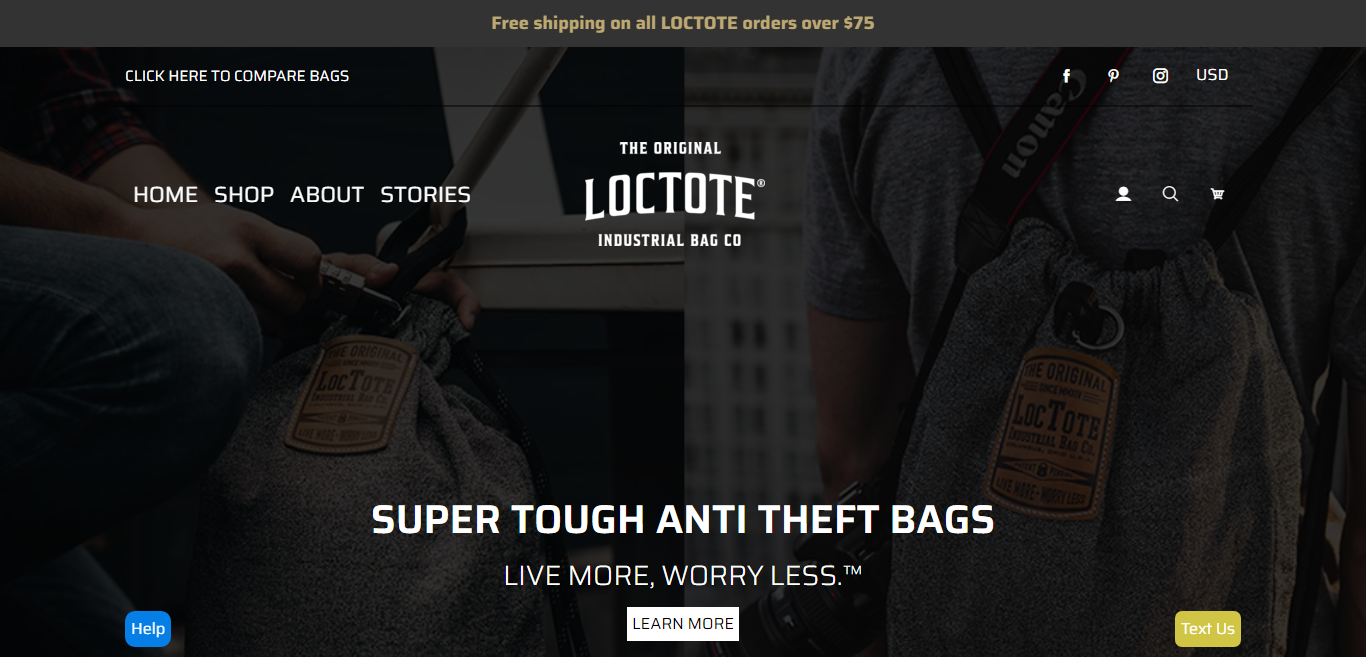 Free shipping on all LOCTOTE orders over $75
CLICK HERE TO COMPARE BAGS
USD
THE ORIGINAL
LOCTOTE®
INDUSTRIAL BAG CO
HOME SHOP ABOUT STORIES
Canon
THE ORIGINAL
LOCTOTE
INDUSTRIAL BAG CO.
LIVE MORE - WORRY LESS
THE ORIGINAL
LOCTOTE
INDUSTRIAL BAG CO.
LIVE MORE - WORRY LESS
SUPER TOUGH ANTI THEFT BAGS
LIVE MORE, WORRY LESS.™
LEARN MORE
Help
Text Us